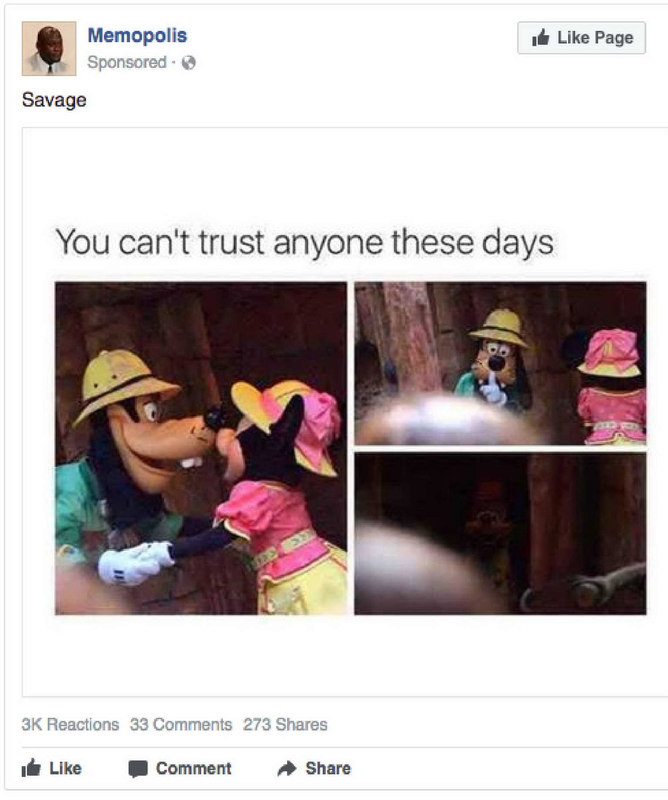 Memopolis
Sponsored ·
Like Page
Savage
You can't trust anyone these days
3K Reactions 33 Comments 273 Shares
Like Comment Share